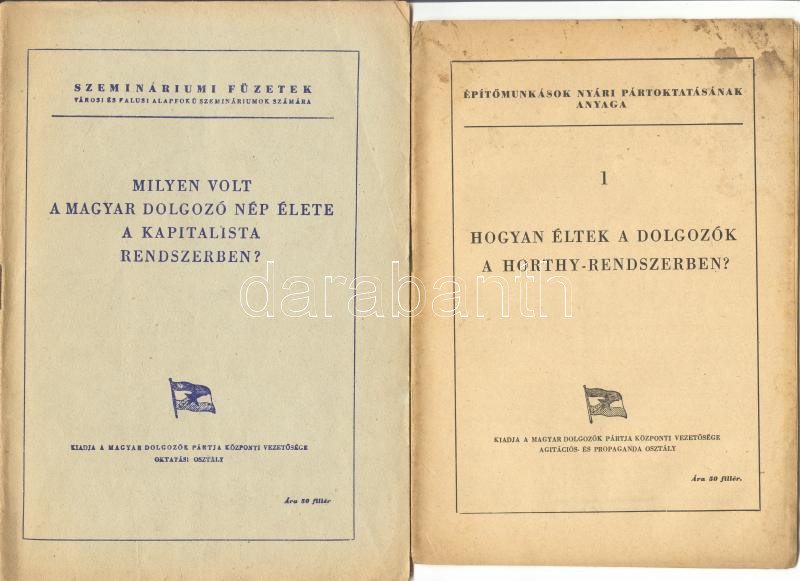 SZEMINÁRIUMI FÜZETEK
VÁROSI ÉS FALUSI ALAPFOKÚ SZEMINÁRIUMOK SZÁMÁRA
MILYEN VOLT
A MAGYAR DOLGOZÓ NÉP ÉLETE
A KAPITALISTA
RENDSZERBEN?
KIADJA A MAGYAR DOLGOZÓK PÁRTJA KÖZPONTI VEZETŐSÉGE
OKTATÁSI OSZTÁLY
Ára 50 fillér
ÉPÍTŐMUNKÁSOK NYÁRI PÁRTOKTATÁSÁNAK
ANYAGA
1
HOGYAN ÉLTEK A DOLGOZÓK
A HORTHY-RENDSZERBEN?
KIADJA A MAGYAR DOLGOZÓK PÁRTJA KÖZPONTI VEZETŐSÉGE
AGITÁCIÓS- ÉS PROPAGANDA OSZTÁLY
Ára 50 fillér.
darabanth